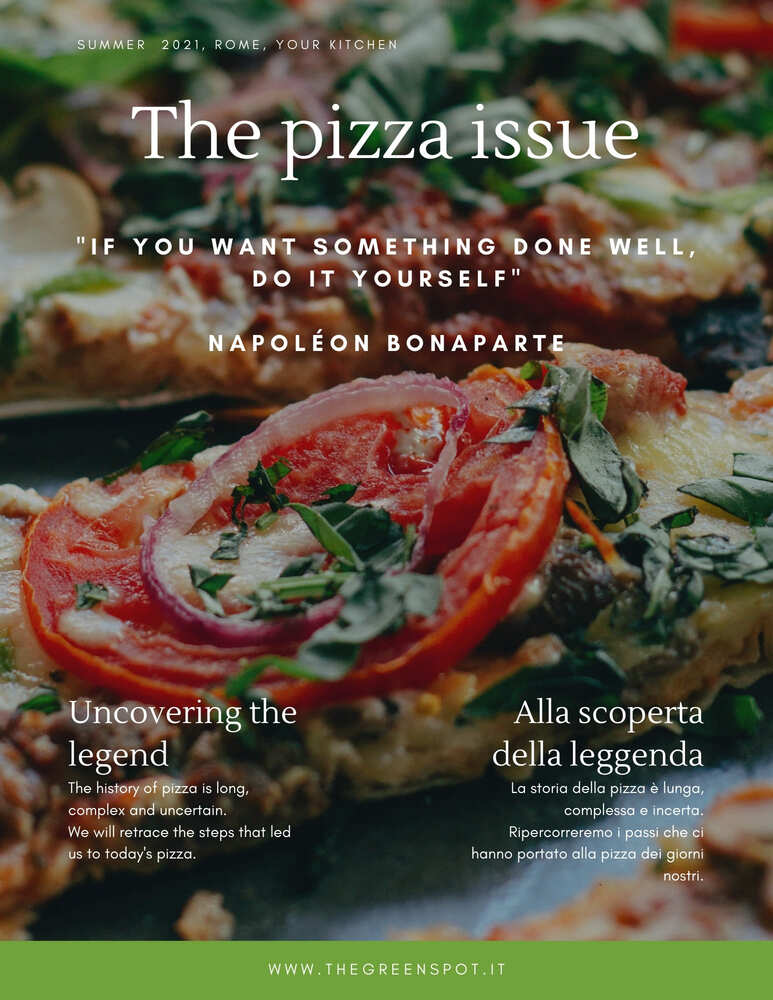 SUMMER 2021, ROME, YOUR KITCHEN
The pizza issue
"IF YOU WANT SOMETHING DONE WELL,
DO IT YOURSELF"
NAPOLÉON BONAPARTE
Uncovering the
legend
The history of pizza is long,
complex and uncertain.
We will retrace the steps that led
us to today's pizza.
Alla scoperta
della leggenda
La storia della pizza è lunga,
complessa e incerta.
Ripercorreremo i passi che ci
hanno portato alla pizza dei giorni
nostri.
WWW.THEGREENSPOT.IT